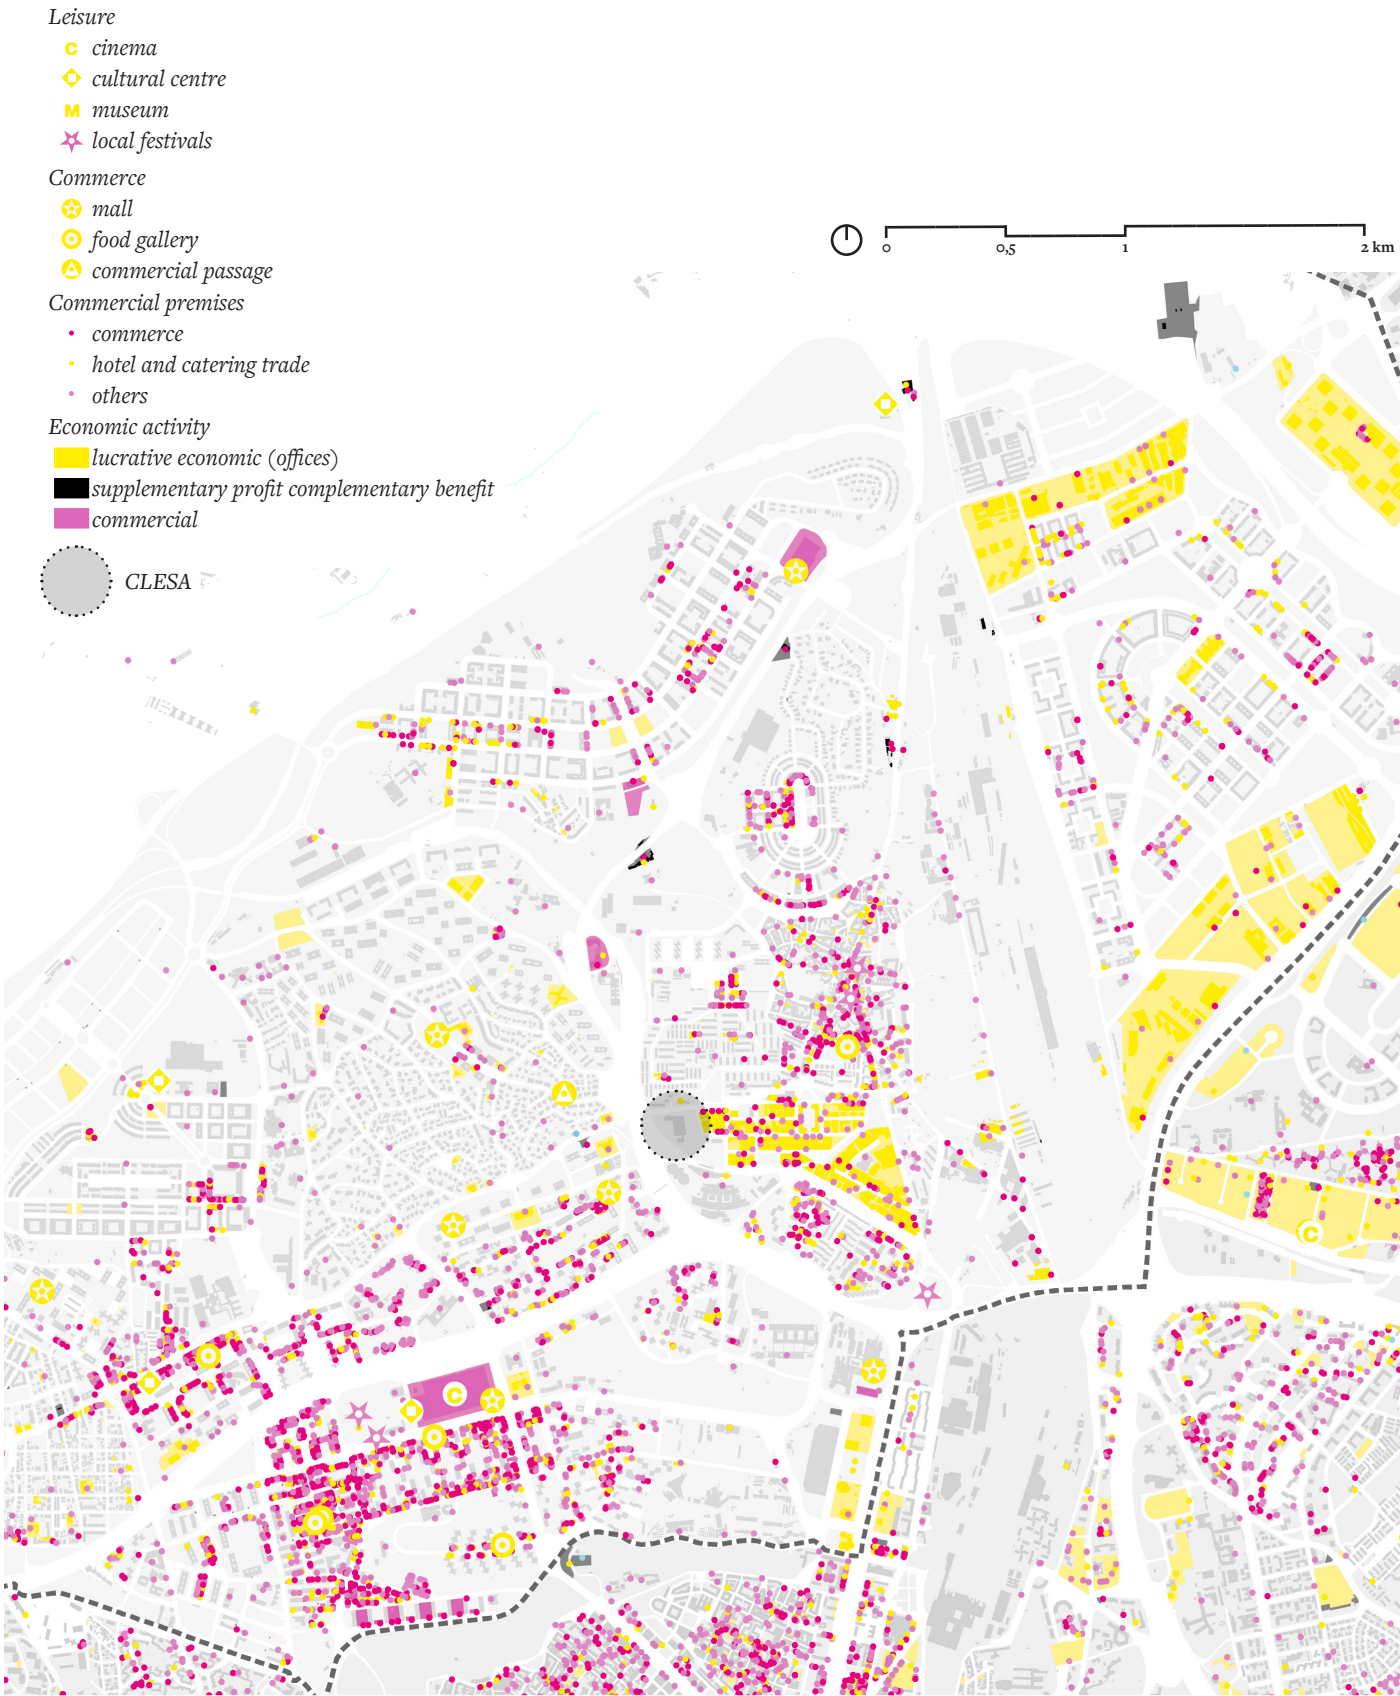 Leisure
C cinema
cultural centre
M museum
local festivals
Commerce
mall
food gallery
commercial passage
Commercial premises
commerce
hotel and catering trade
others
Economic activity
lucrative economic (offices)
supplementary profit complementary benefit
commercial
CLESA
0 0,5 1 2 km
C
C